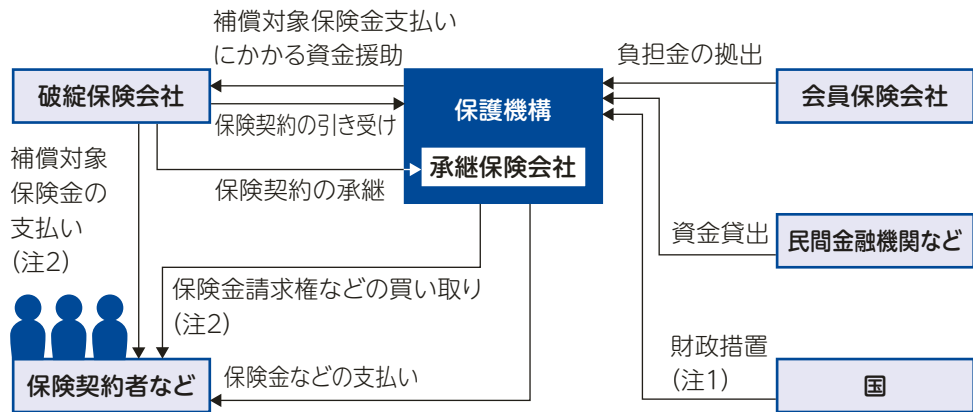 補償対象保険金支払い
にかかる資金援助
破綻保険会社
保険契約の引き受け
保険契約の承継
保護機構
承継保険会社
負担金の拠出
会員保険会社
資金貸出
民間金融機関など
財政措置
(注1)
国
補償対象
保険金の
支払い
(注2)
保険金請求権などの買い取り
(注2)
保険金などの支払い
保険契約者など